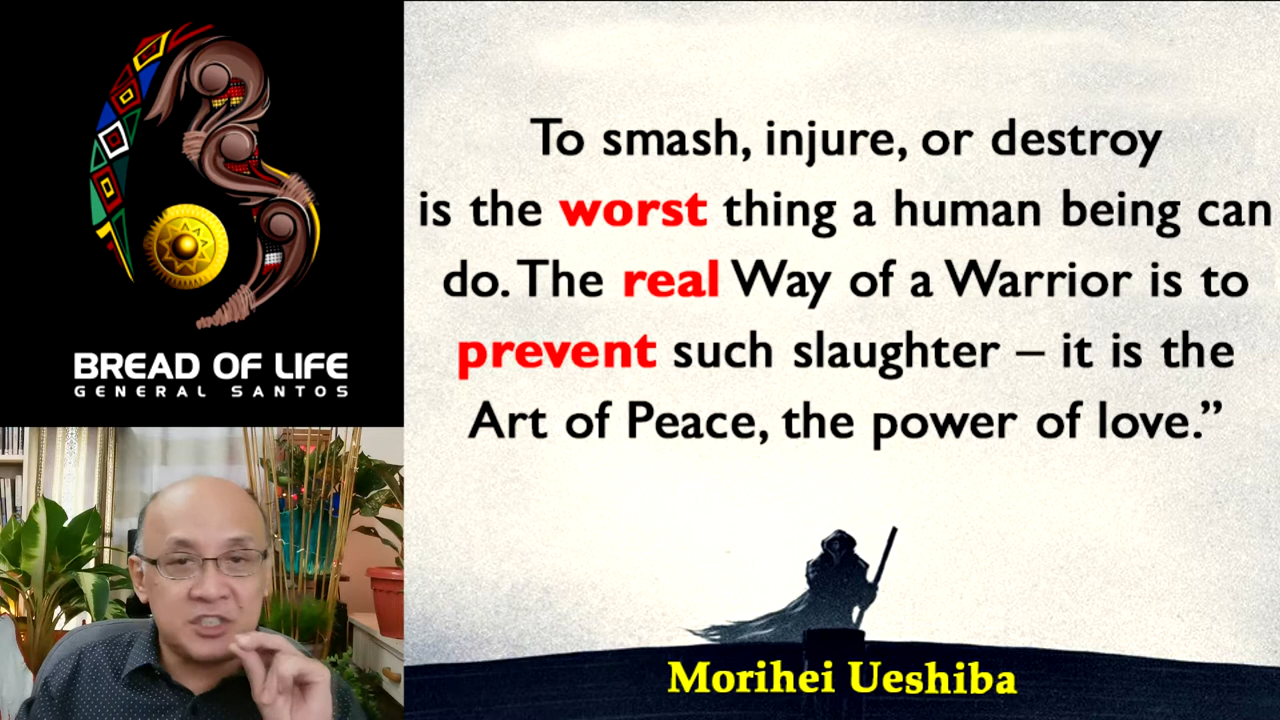 BREAD OF LIFE
GENERAL SANTOS
To smash, injure, or destroy
is the worst thing a human being can
do. The real Way of a Warrior is to
prevent such slaughter – it is the
Art of Peace, the power of love.”
Morihei Ueshiba